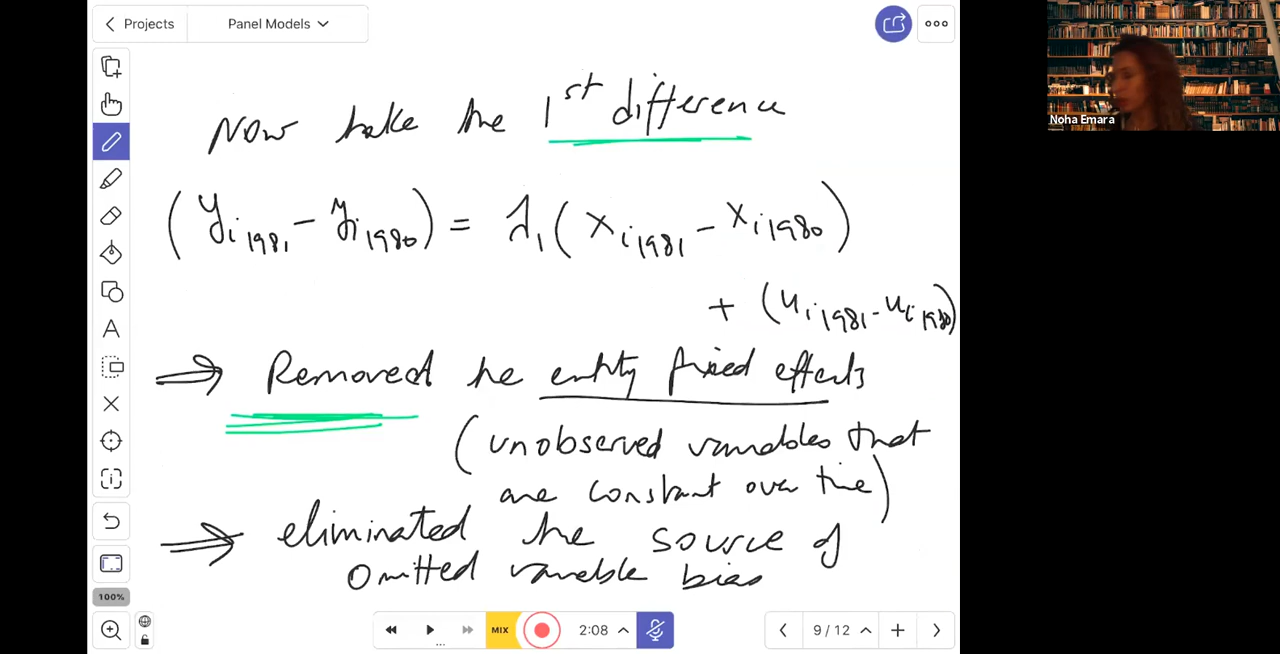 Projects
Panel Models
Noha Emara
Now take the 1st difference
(yi1981 - yi1980) = λ1 (xi1981 - xi1980)
+ (ui1981 - ui1980)
⇒ Removed the entity fixed effects
(unobserved variables that
are constant over time)
⇒ eliminated the source of
omitted variable bias
A
100%
MIX
2:08
9 / 12